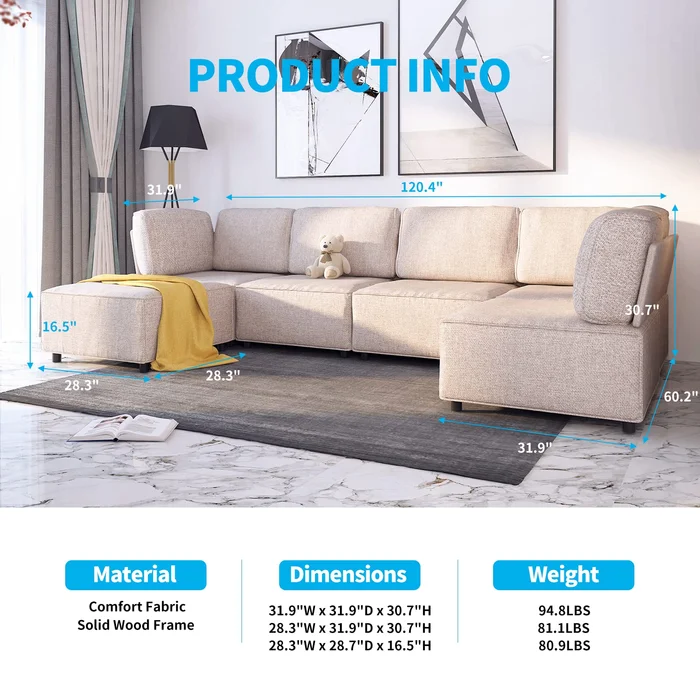 PRODUCT INFO
31.9"
120.4"
16.5"
30.7"
28.3"
28.3"
60.2"
31.9"
Material
Comfort Fabric
Solid Wood Frame
Dimensions
31.9"W x 31.9"D x 30.7"H
28.3"W x 31.9"D x 30.7"H
28.3"W x 28.7"D x 16.5"H
Weight
94.8LBS
81.1LBS
80.9LBS